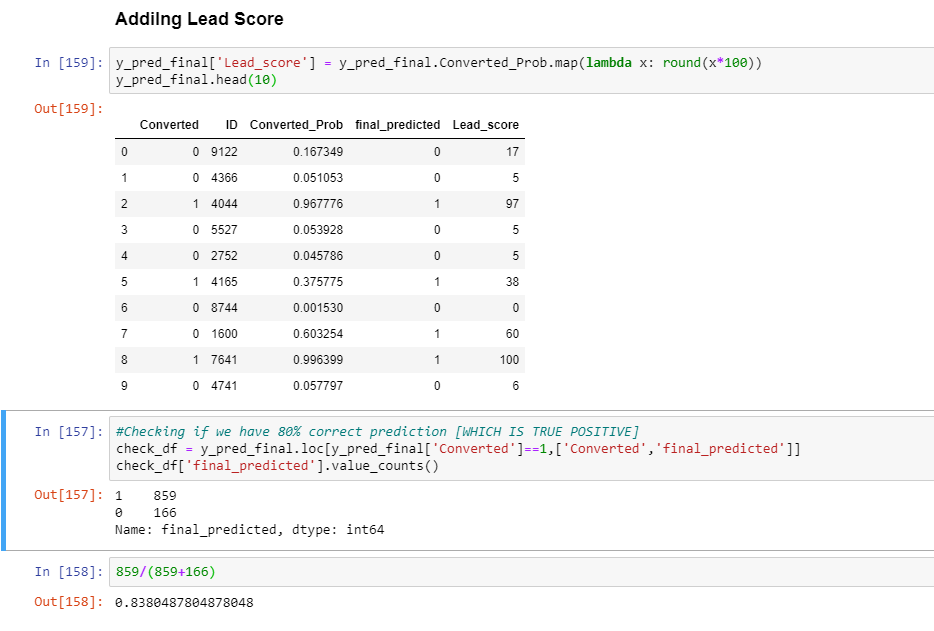 Addilng Lead Score
In [159]: y_pred_final['Lead_score'] = y_pred_final.Converted_Prob.map(lambda x: round(x*100))
y_pred_final.head(10)
Out[159]:
Converted ID Converted_Prob final_predicted Lead_score
0 0 9122 0.167349 0 17
1 0 4366 0.051053 0 5
2 1 4044 0.967776 1 97
3 0 5527 0.053928 0 5
4 0 2752 0.045786 0 5
5 1 4165 0.375775 1 38
6 0 8744 0.001530 0 0
7 0 1600 0.603254 1 60
8 1 7641 0.996399 1 100
9 0 4741 0.057797 0 6
In [157]: #Checking if we have 80% correct prediction [WHICH IS TRUE POSITIVE]
check_df = y_pred_final.loc[y_pred_final['Converted']==1,['Converted','final_predicted']]
check_df['final_predicted'].value_counts()
Out[157]: 1    859
0    166
Name: final_predicted, dtype: int64
In [158]: 859/(859+166)
Out[158]: 0.8380487804878048